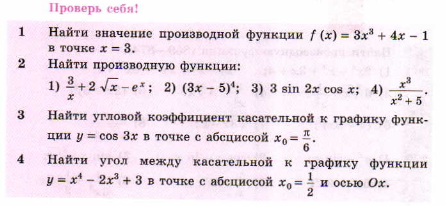 Проверь себя!
1 Найти значение производной функции f (x) = 3x³ + 4x − 1
в точке x = 3.
2 Найти производную функции:
1) 3/x + 2 √x − eˣ; 2) (3x − 5)⁴; 3) 3 sin 2x cos x; 4) x³/(x² + 5).
3 Найти угловой коэффициент касательной к графику функ-
ции y = cos 3x в точке с абсциссой x₀ = π/6.
4 Найти угол между касательной к графику функции
y = x⁴ − 2x³ + 3 в точке с абсциссой x₀ = 1/2 и осью Ox.